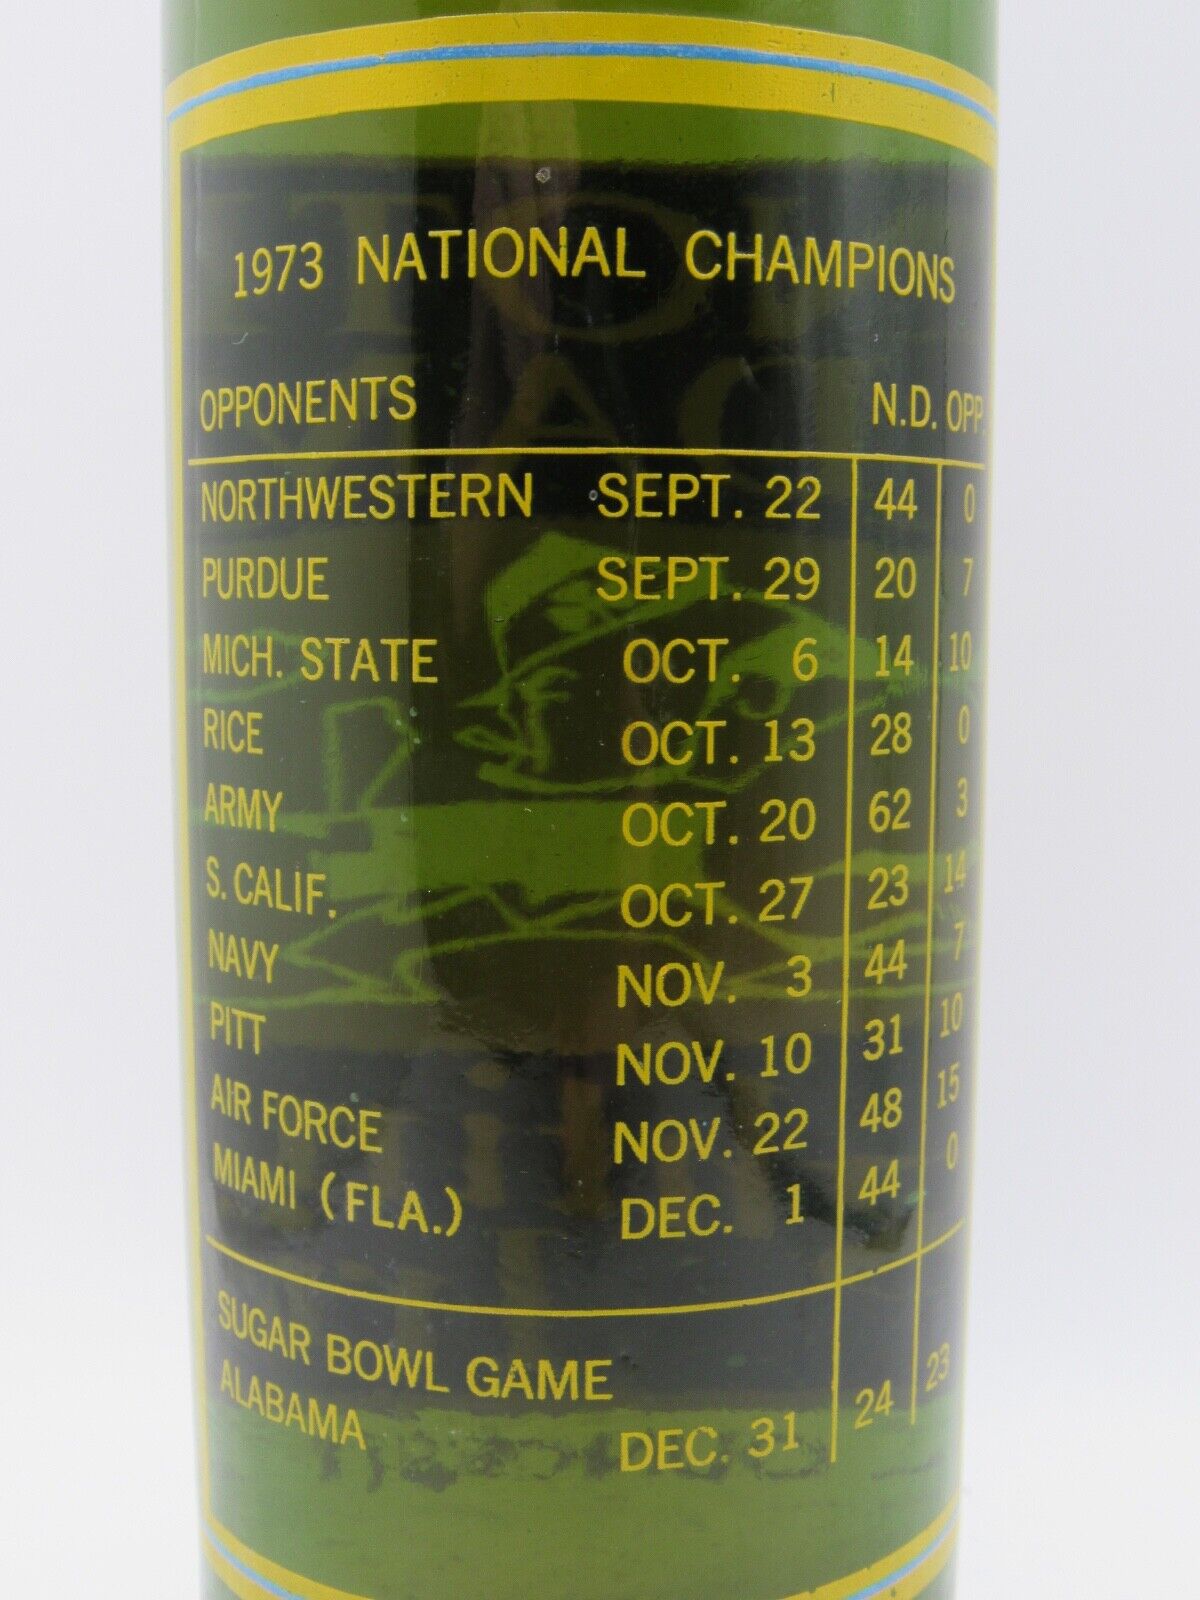 1973 NATIONAL CHAMPIONS
OPPONENTS N.D. OPP.
NORTHWESTERN SEPT. 22 44 0
PURDUE SEPT. 29 20 7
MICH. STATE OCT. 6 14 10
RICE OCT. 13 28 0
ARMY OCT. 20 62 3
S. CALIF. OCT. 27 23 14
NAVY NOV. 3 44 7
PITT NOV. 10 31 10
AIR FORCE NOV. 22 48 15
MIAMI (FLA.) DEC. 1 44 0
SUGAR BOWL GAME
ALABAMA DEC. 31 24 23